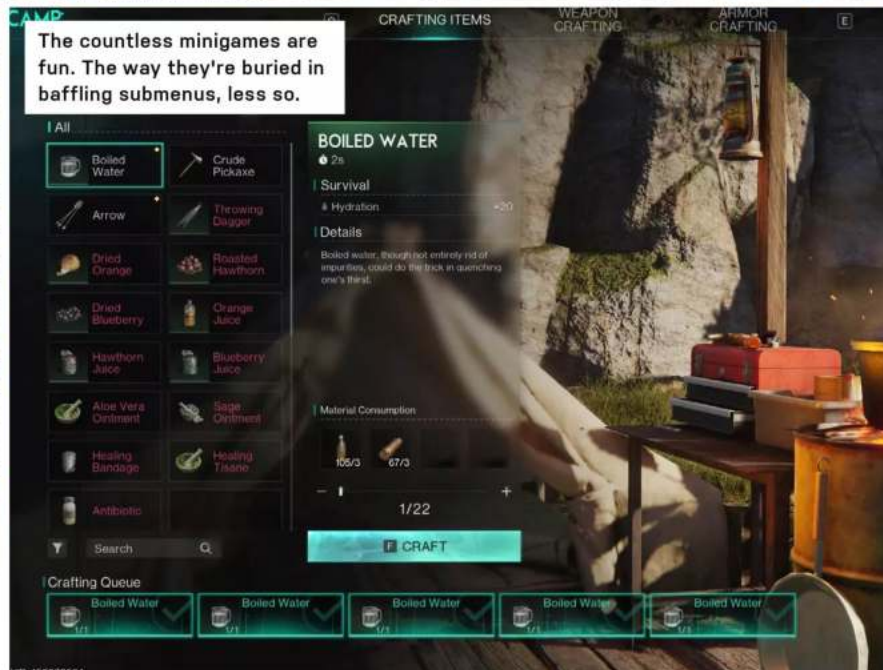 CAMP
CRAFTING ITEMS
WEAPON
CRAFTING
ARMOR
CRAFTING
E
The countless minigames are
fun. The way they're buried in
baffling submenus, less so.
All
Boiled
Water
Crude
Pickaxe
Arrow
Throwing
Dagger
Dried
Orange
Roasted
Hawthorn
Dried
Blueberry
Orange
Juice
Hawthorn
Juice
Blueberry
Juice
Aloe Vera
Ointment
Sage
Ointment
Healing
Bandage
Healing
Tisane
Antibiotic
Search
BOILED WATER
2s
Survival
Hydration +20
Details
Boiled water, though not entirely rid of
impurities, could do the trick in quenching
one's thirst.
Material Consumption
105/3 67/3
− +
1/22
F CRAFT
Crafting Queue
Boiled Water
1/1
Boiled Water
1/1
Boiled Water
1/1
Boiled Water
1/1
Boiled Water
1/1